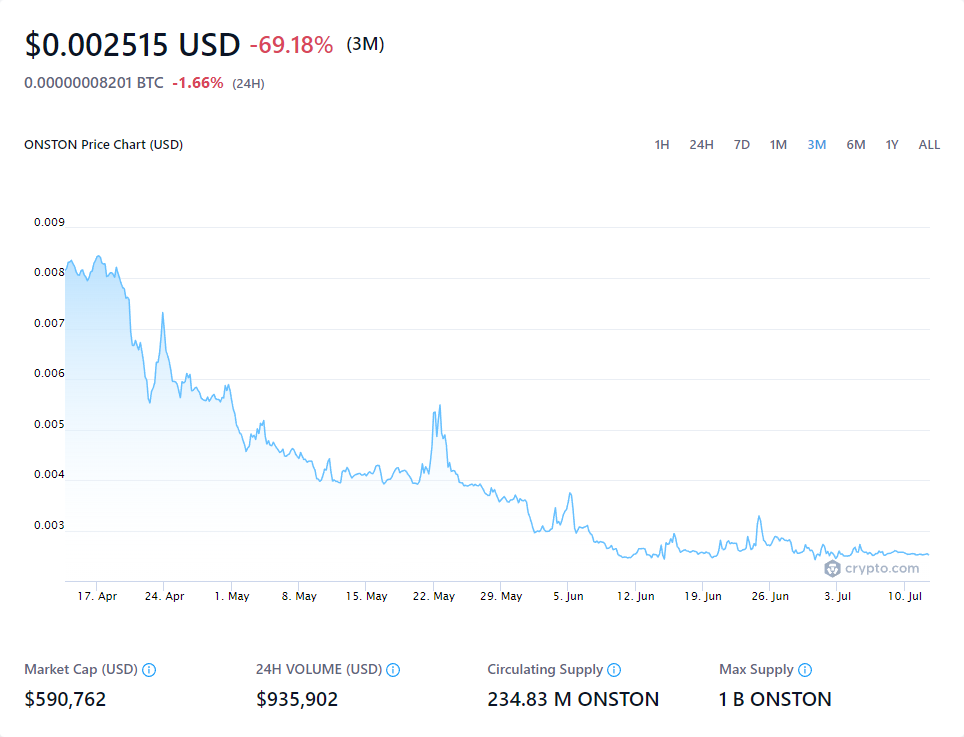 $0.002515 USD -69.18% (3M)
0.00000008201 BTC -1.66% (24H)
ONSTON Price Chart (USD) 1H 24H 7D 1M 3M 6M 1Y ALL
0.009
0.008
0.007
0.006
0.005
0.004
0.003
crypto.com
17. Apr 24. Apr 1. May 8. May 15. May 22. May 29. May 5. Jun 12. Jun 19. Jun 26. Jun 3. Jul 10. Jul
Market Cap (USD) 24H VOLUME (USD) Circulating Supply Max Supply
$590,762 $935,902 234.83 M ONSTON 1 B ONSTON